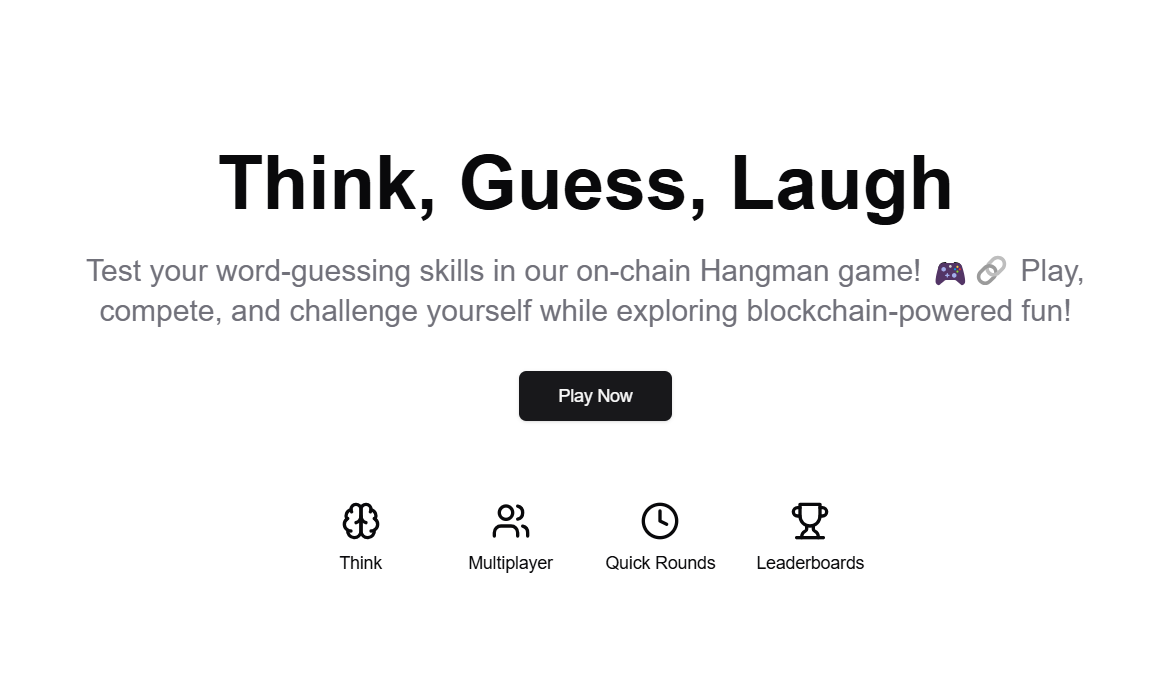 Think, Guess, Laugh
Test your word-guessing skills in our on-chain Hangman game! 🎮 🔗 Play,
compete, and challenge yourself while exploring blockchain-powered fun!
Play Now
Think
Multiplayer
Quick Rounds
Leaderboards